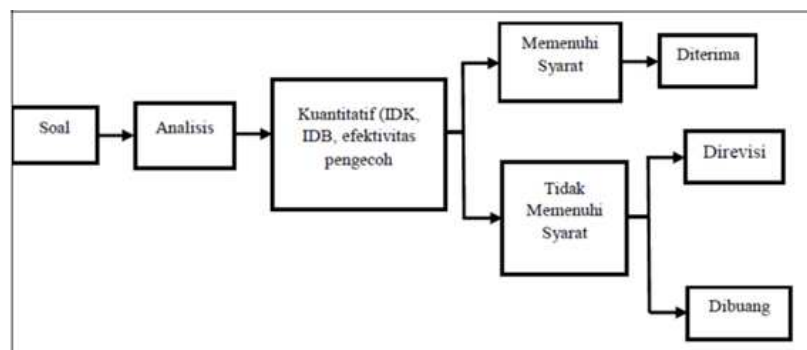 Soal
Analisis
Kuantitatif (IDK,
IDB, efektivitas
pengecoh
Memenuhi
Syarat
Diterima
Tidak
Memenuhi
Syarat
Direvisi
Dibuang